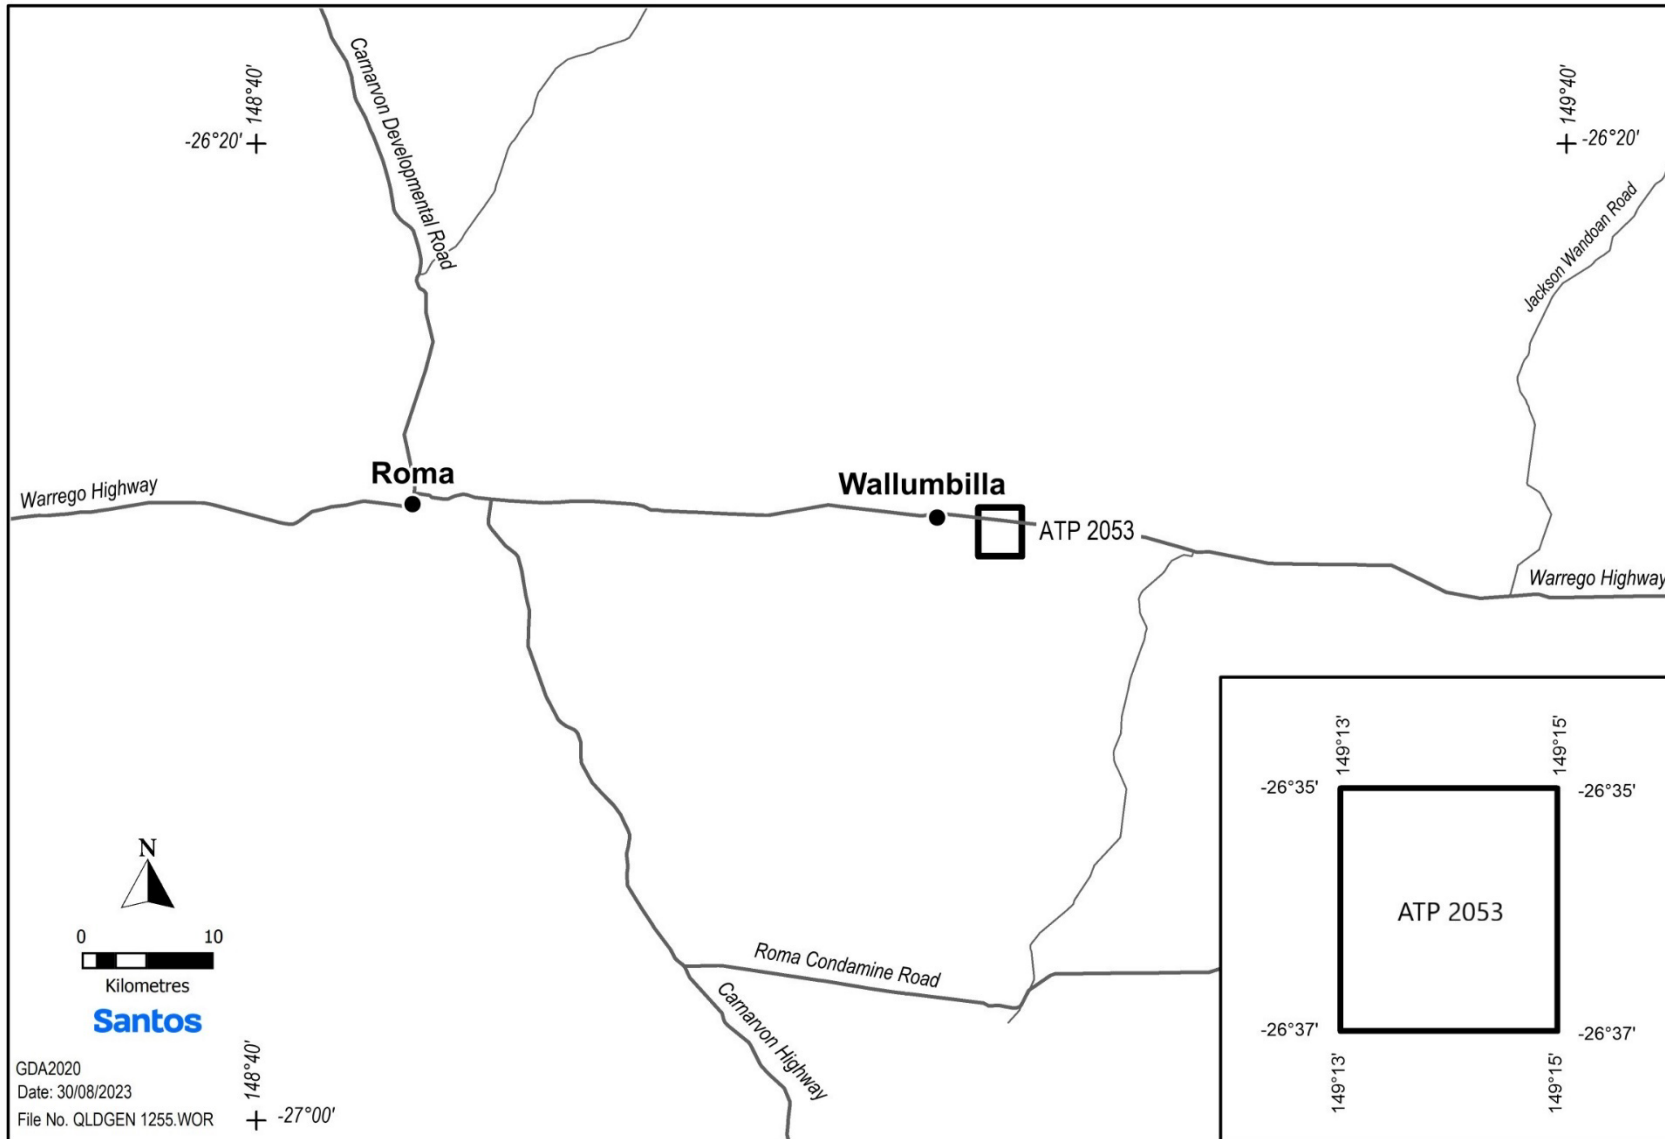 Carnarvon Developmental Road
148°40'
-26°20'
149°40'
-26°20'
Jackson Wandoan Road
Roma
Wallumbilla
Warrego Highway
ATP 2053
Warrego Highway
149°13'
149°15'
-26°35'
-26°35'
ATP 2053
-26°37'
-26°37'
149°13'
149°15'
N
0 10
Kilometres
Santos
Roma Condamine Road
Carnarvon Highway
GDA2020
Date: 30/08/2023
File No. QLDGEN 1255.WOR
148°40'
-27°00'